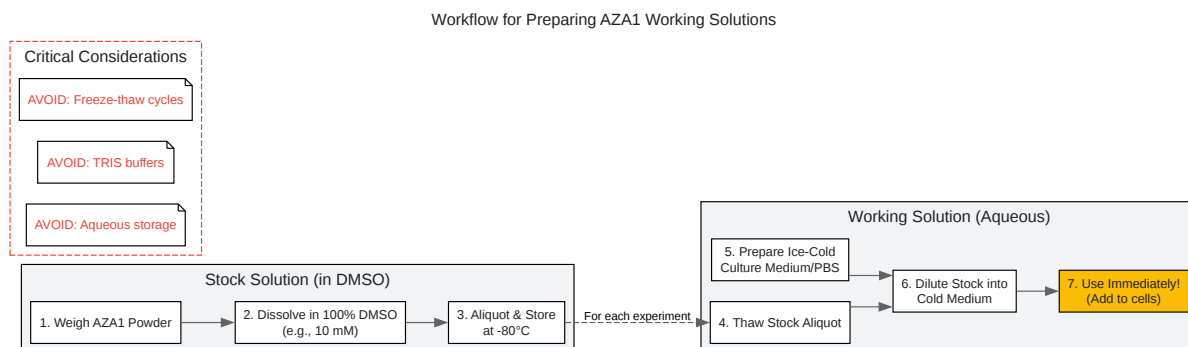 Workflow for Preparing AZA1 Working Solutions
Critical Considerations
AVOID: Freeze-thaw cycles
AVOID: TRIS buffers
AVOID: Aqueous storage
Stock Solution (in DMSO)
1. Weigh AZA1 Powder
2. Dissolve in 100% DMSO
(e.g., 10 mM)
3. Aliquot & Store
at -80°C
For each experiment
Working Solution (Aqueous)
4. Thaw Stock Aliquot
5. Prepare Ice-Cold
Culture Medium/PBS
6. Dilute Stock into
Cold Medium
7. Use Immediately!
(Add to cells)